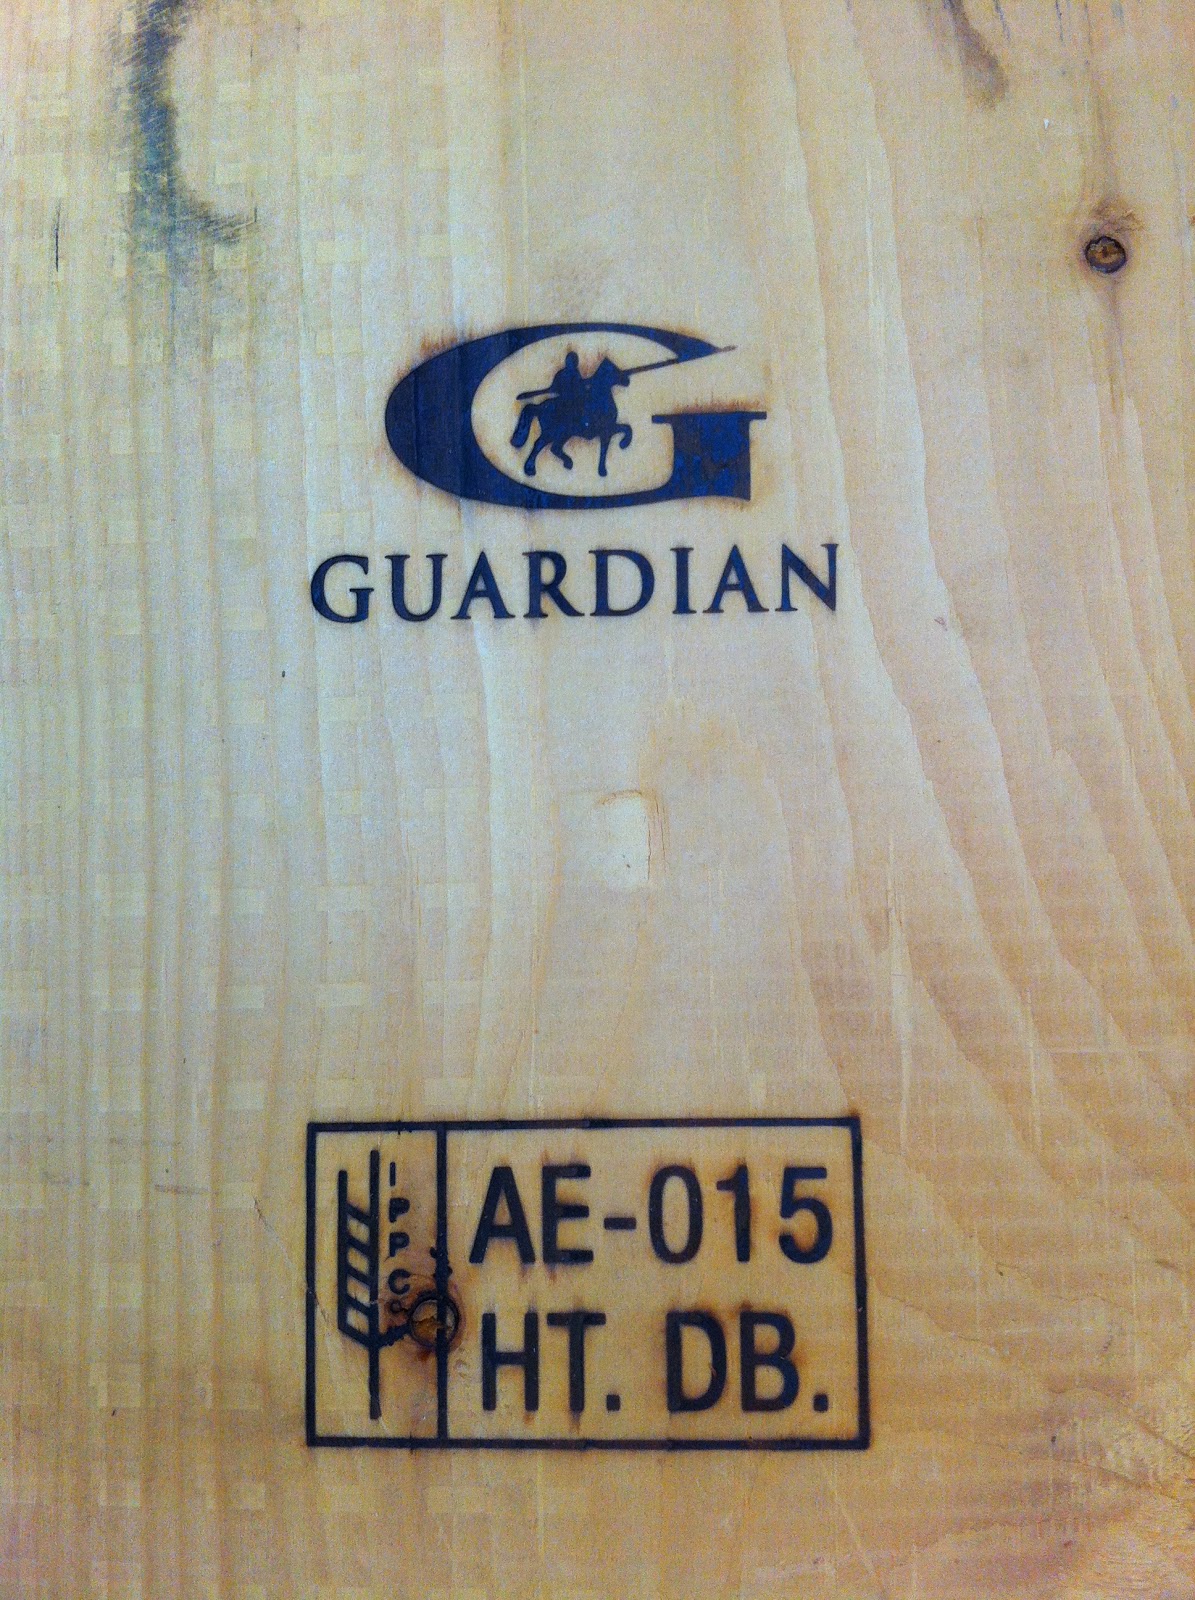 GUARDIAN
IPPC
AE-015
HT. DB.